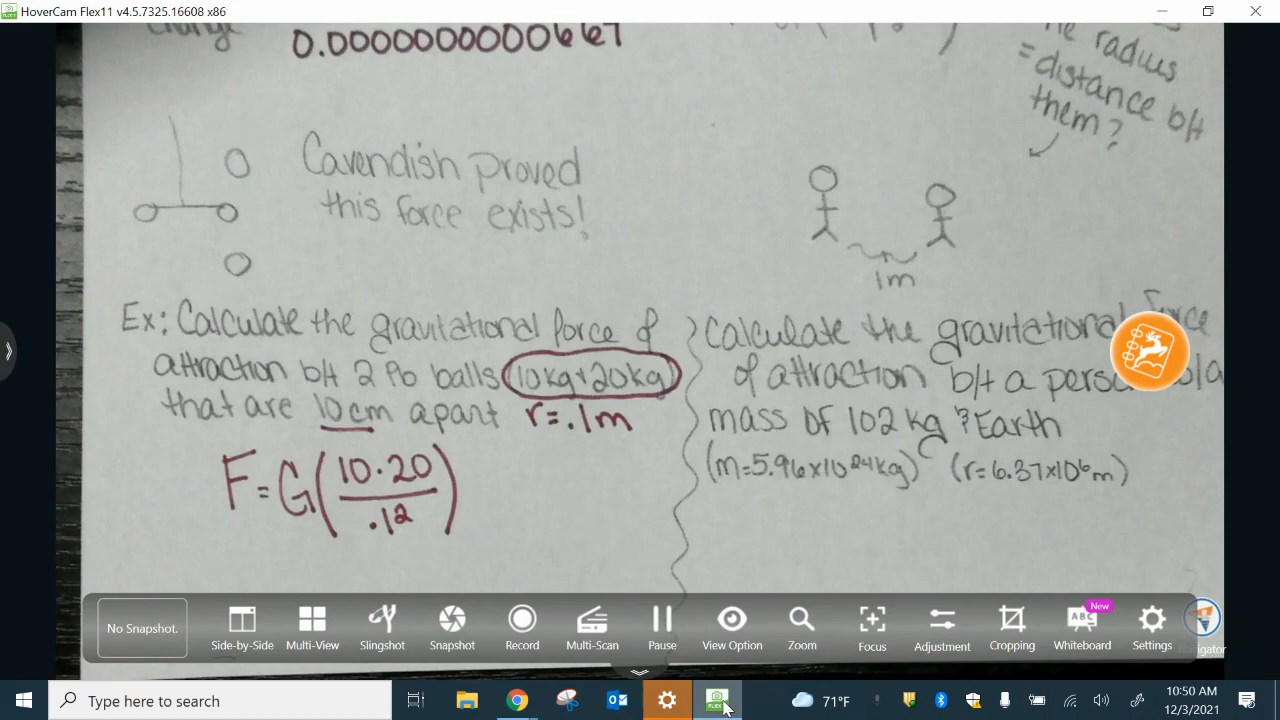 HoverCam Flex11 v4.5.7325.16608 x86
change
0.0000000000667
radius
= distance b/t
them?
Cavendish proved
this force exists!
1m
Ex: Calculate the gravitational force of
attraction b/t 2 Pb balls 10kg + 20kg
that are 10cm apart r=.1m
F=G(10·20
.1²)
Calculate the gravitational force
of attraction b/t a person
mass of 102 kg & Earth
(m=5.96x10²⁴kg) (r=6.37x10⁶m)
No Snapshot.
Side-by-Side
Multi-View
Slingshot
Snapshot
Record
Multi-Scan
Pause
View Option
Zoom
Focus
Adjustment
Cropping
ABC
New
Whiteboard
Settings
Navigator
Type here to search
FLEX
71°F
10:50 AM
12/3/2021